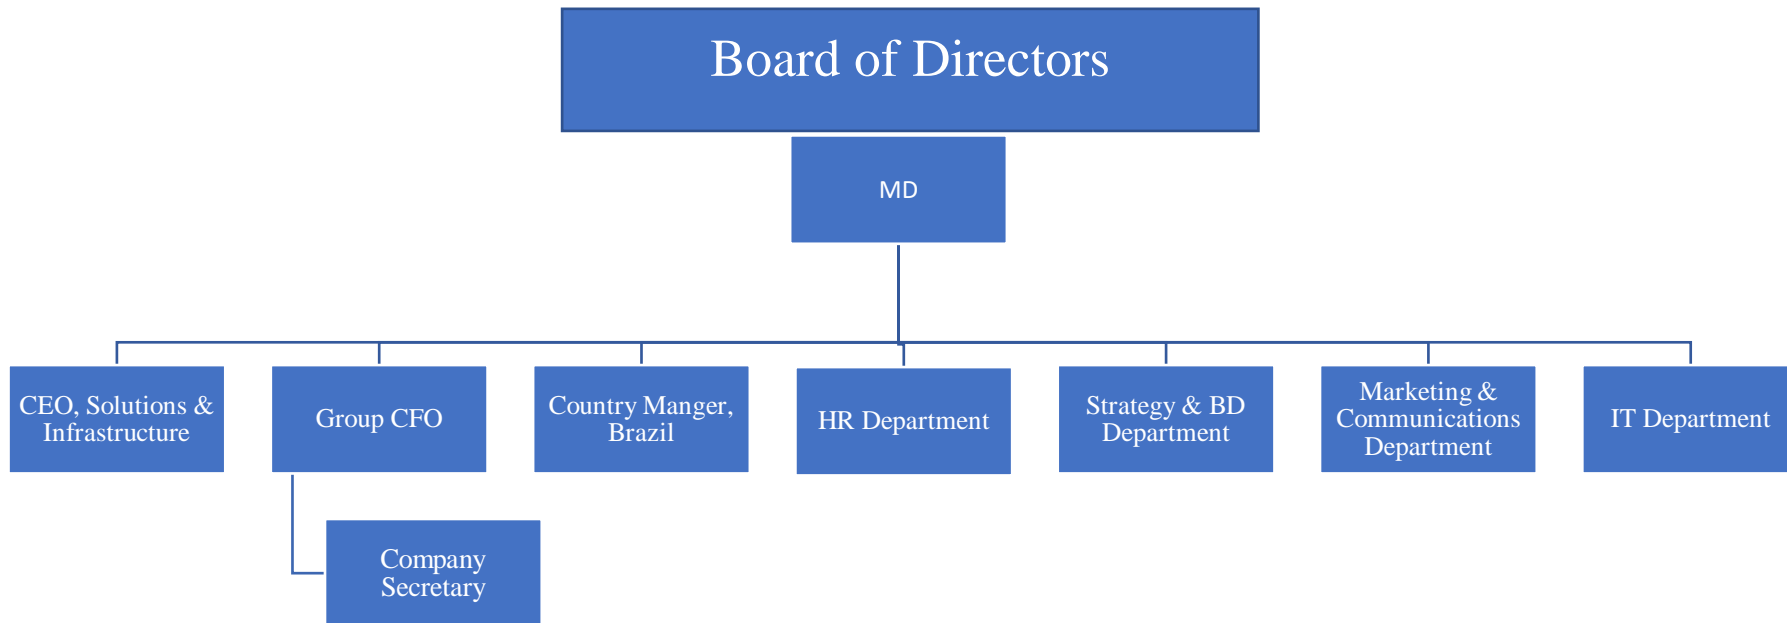 Board of Directors
MD
CEO, Solutions &
Infrastructure
Group CFO
Country Manger,
Brazil
HR Department
Strategy & BD
Department
Marketing &
Communications
Department
IT Department
Company
Secretary